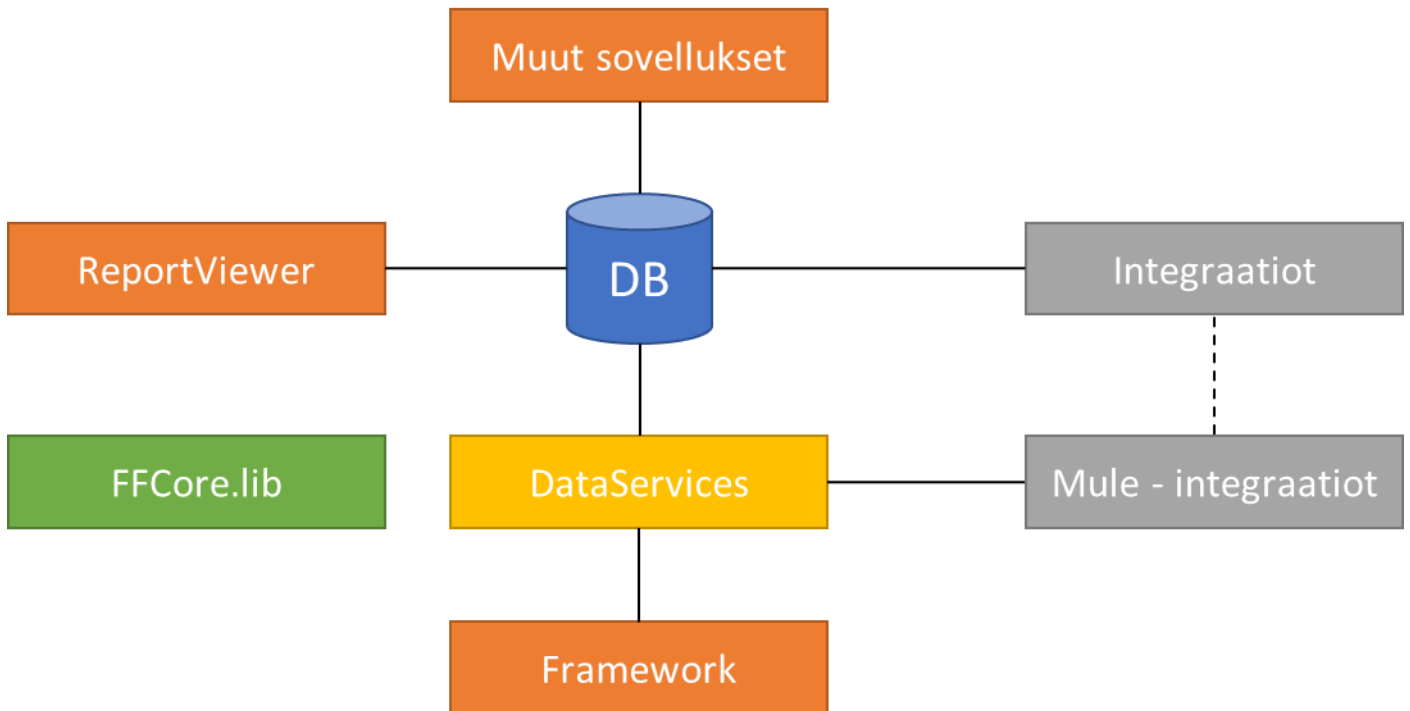 Muut sovellukset
ReportViewer
DB
Integraatiot
FFCore.lib
DataServices
Mule - integraatiot
Framework